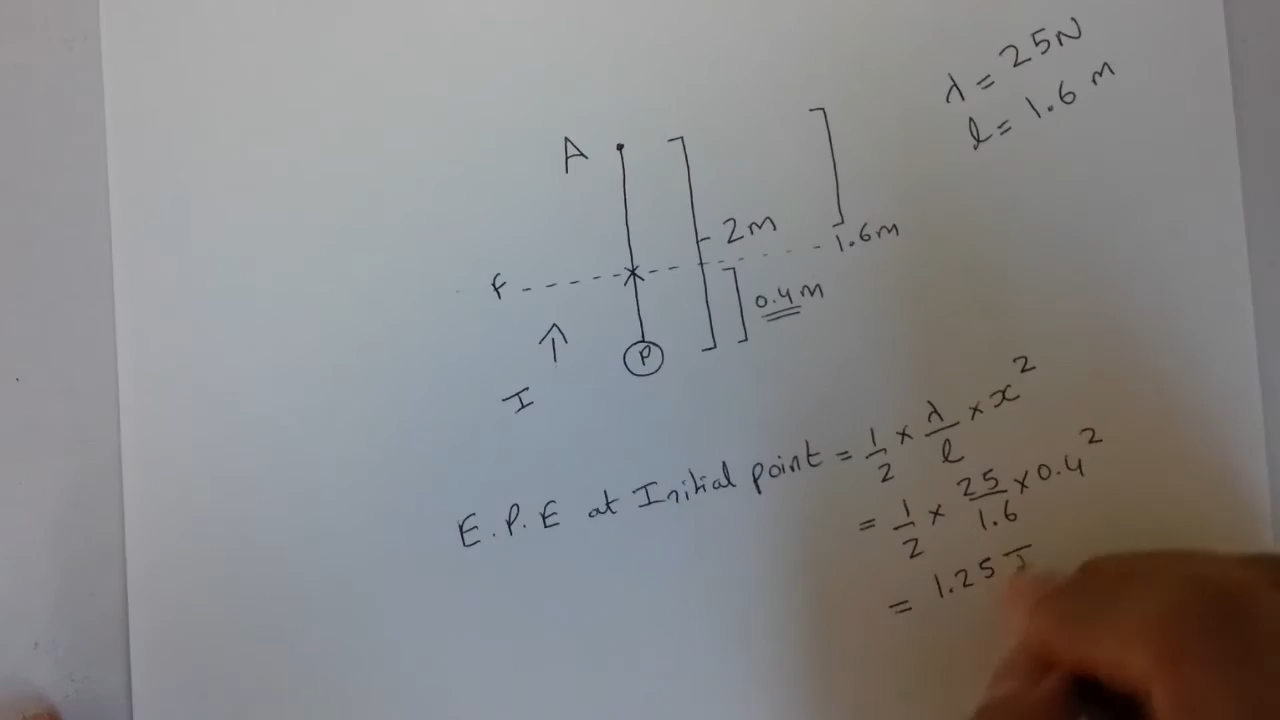 λ = 25N
l = 1.6 m
A
2m
1.6m
F
0.4m
P
I
E.P.E at Initial point = 1/2 × λ/l × x²
= 1/2 × 25/1.6 × 0.4²
= 1.25 J